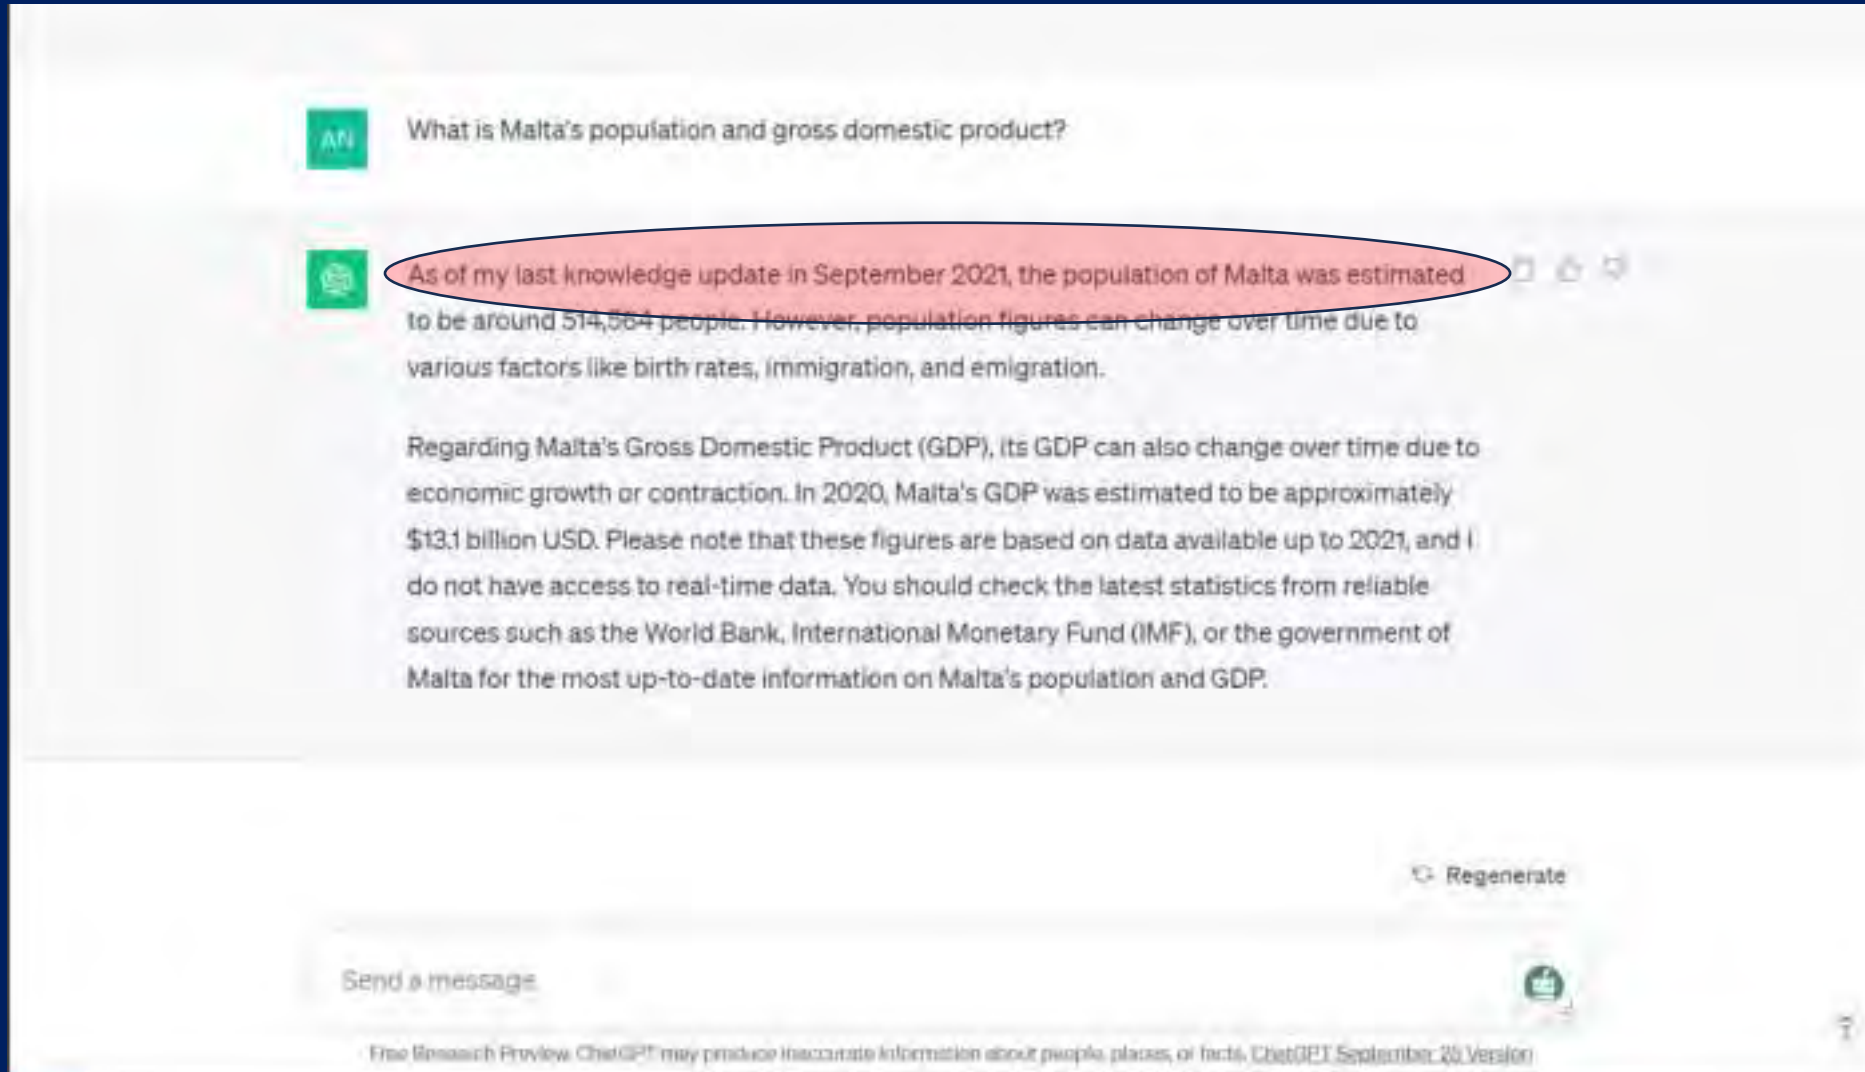 AN
What is Malta's population and gross domestic product?
As of my last knowledge update in September 2021, the population of Malta was estimated
to be around 514,564 people. However, population figures can change over time due to
various factors like birth rates, immigration, and emigration.
Regarding Malta's Gross Domestic Product (GDP), its GDP can also change over time due to
economic growth or contraction. In 2020, Malta's GDP was estimated to be approximately
$13.1 billion USD. Please note that these figures are based on data available up to 2021, and I
do not have access to real-time data. You should check the latest statistics from reliable
sources such as the World Bank, International Monetary Fund (IMF), or the government of
Malta for the most up-to-date information on Malta's population and GDP.
Regenerate
Send a message
Free Research Preview. ChatGPT may produce inaccurate information about people, places, or facts. ChatGPT September 25 Version